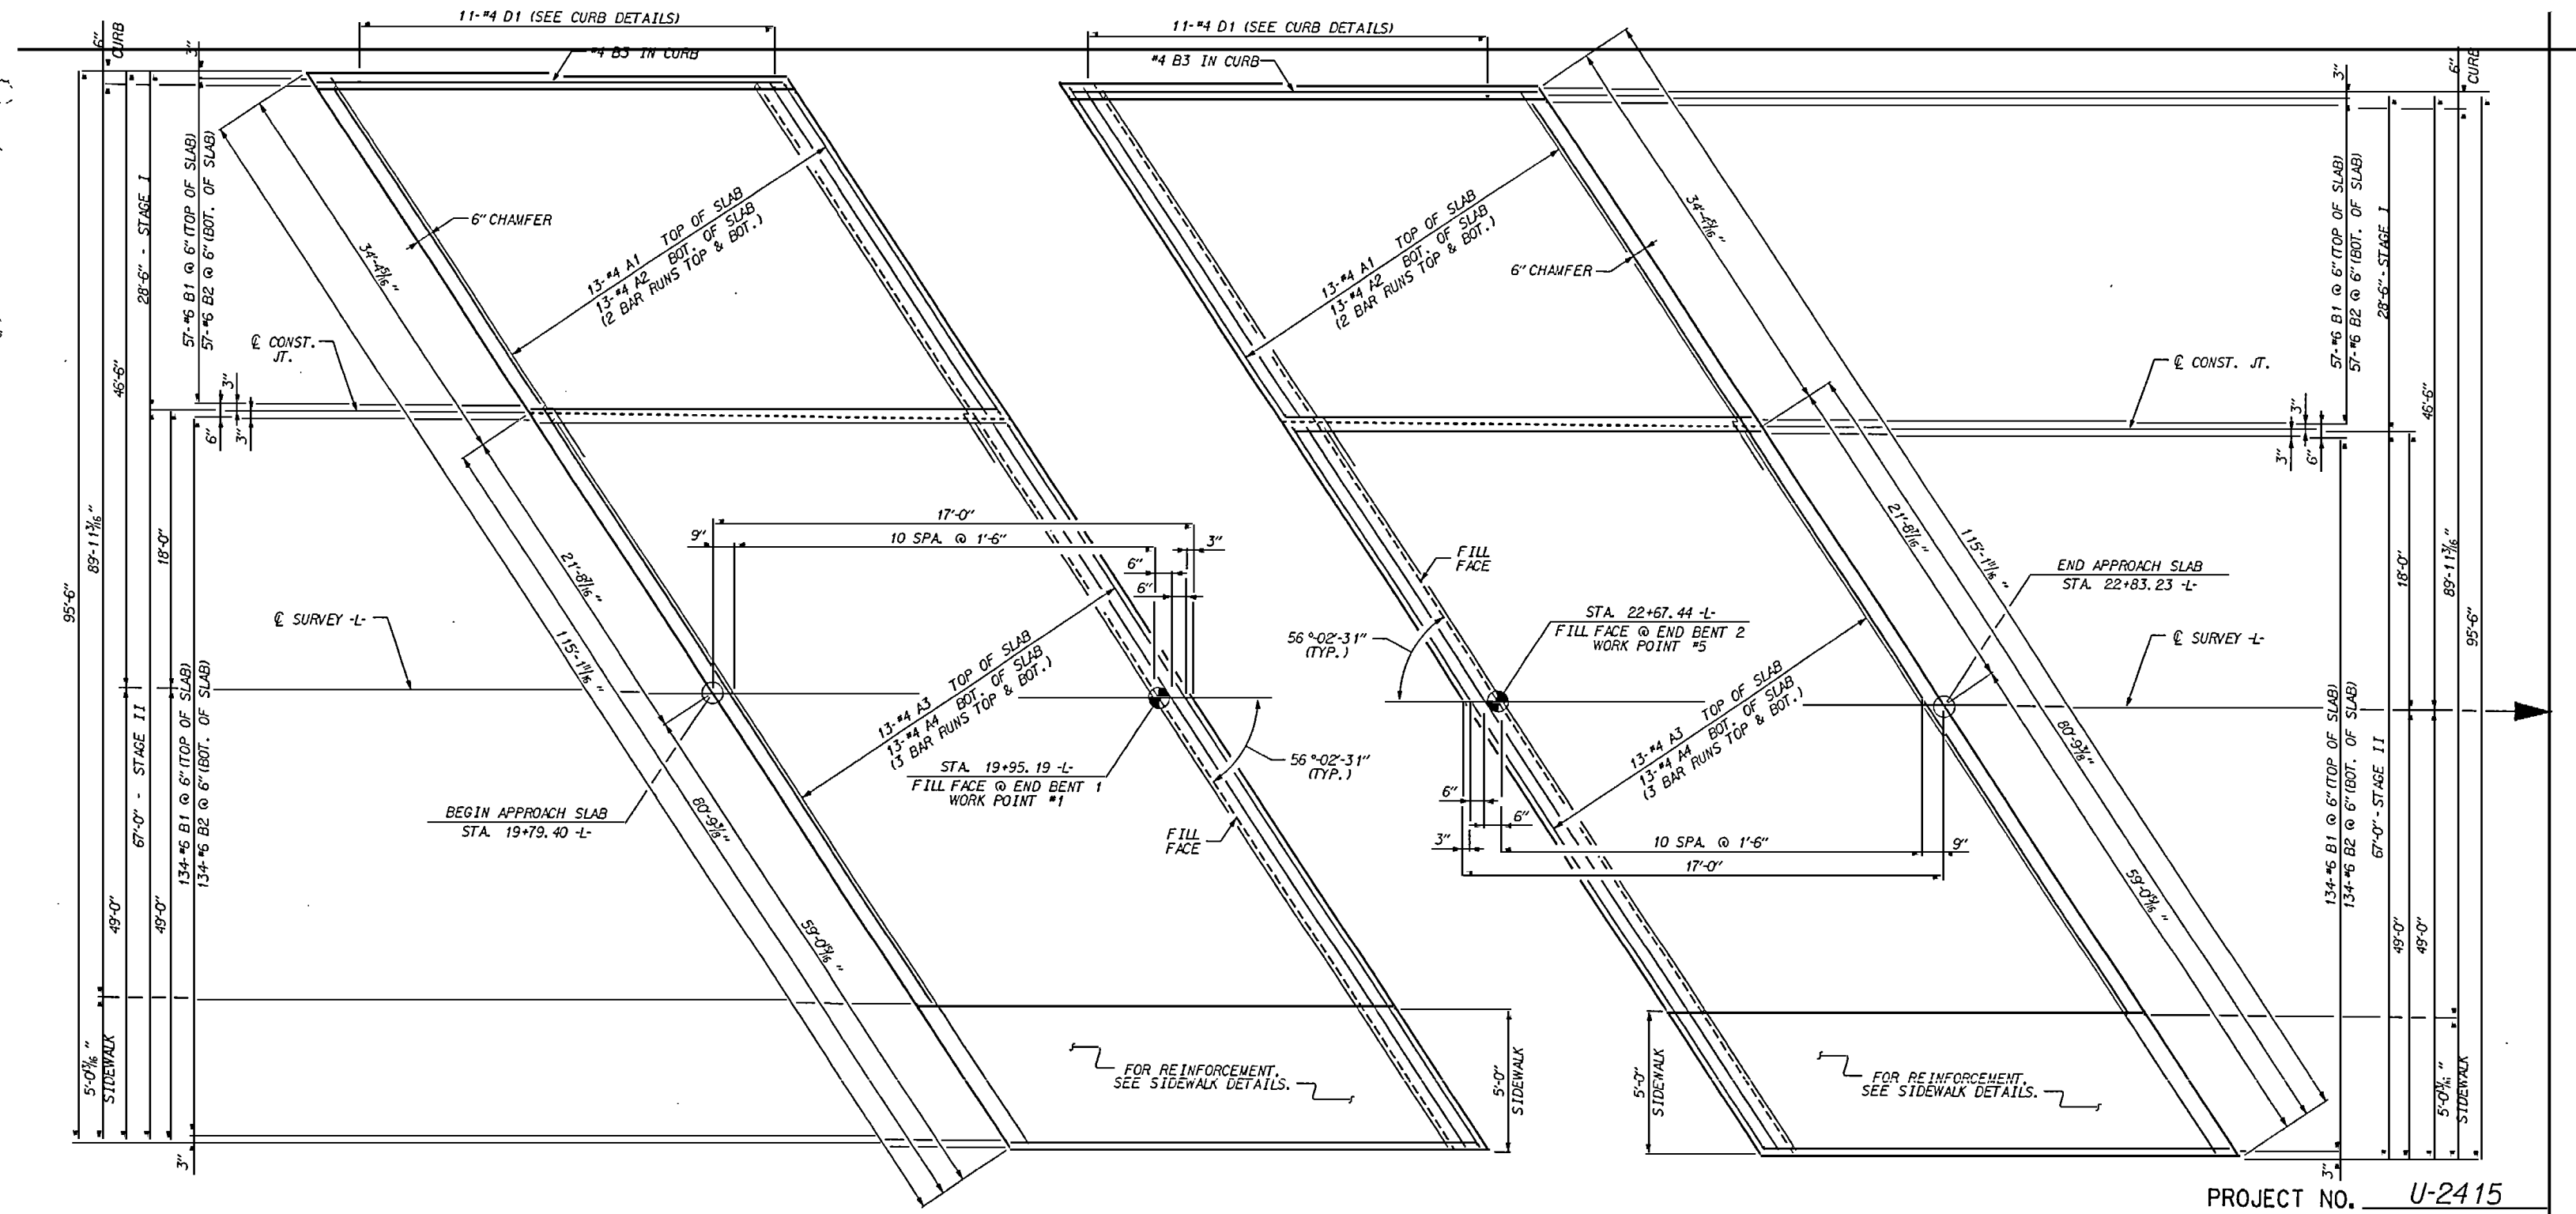 11-#4 D1 (SEE CURB DETAILS)
#4 B3 IN CURB
6"
CURB
3"
95'-6"
89'-1 13/16"
46'-6"
28'-6" - STAGE I
57-#6 B1 @ 6" (TOP OF SLAB)
57-#6 B2 @ 6" (BOT. OF SLAB)
34'-4 5/16"
6" CHAMFER
13-#4 A1 TOP OF SLAB
13-#4 A2 BOT. OF SLAB
(2 BAR RUNS TOP & BOT.)
℄ CONST.
JT.
6"
3"
3"
18'-0"
17'-0"
9"
10 SPA. @ 1'-6"
3"
6"
6"
21'-8 7/16"
115'-1 11/16"
℄ SURVEY -L-
67'-0" - STAGE II
134-#6 B1 @ 6" (TOP OF SLAB)
134-#6 B2 @ 6" (BOT. OF SLAB)
13-#4 A3 TOP OF SLAB
13-#4 A4 BOT. OF SLAB
(3 BAR RUNS TOP & BOT.)
STA. 19+95.19 -L-
FILL FACE @ END BENT 1
WORK POINT #1
56°-02'-31"
(TYP.)
BEGIN APPROACH SLAB
STA. 19+79.40 -L-
80'-9 3/8"
FILL
FACE
49'-0"
49'-0"
59'-0 15/16"
SIDEWALK
FOR REINFORCEMENT,
SEE SIDEWALK DETAILS.
5'-0"
SIDEWALK
3"
11-#4 D1 (SEE CURB DETAILS)
#4 B3 IN CURB
3"
6"
CURB
34'-4 5/16"
57-#6 B1 @ 6" (TOP OF SLAB)
57-#6 B2 @ 6" (BOT. OF SLAB)
28'-6" - STAGE I
46'-6"
13-#4 A1 TOP OF SLAB
13-#4 A2 BOT. OF SLAB
(2 BAR RUNS TOP & BOT.)
6" CHAMFER
℄ CONST. JT.
3"
3"
6"
21'-8 7/16"
115'-1 11/16"
FILL
FACE
END APPROACH SLAB
STA. 22+83.23 -L-
18'-0"
89'-1 3/16"
95'-6"
STA. 22+67.44 -L-
FILL FACE @ END BENT 2
WORK POINT #5
56°-02'-31"
(TYP.)
℄ SURVEY -L-
13-#4 A3 TOP OF SLAB
13-#4 A4 BOT. OF SLAB
(3 BAR RUNS TOP & BOT.)
80'-9 3/8"
6"
6"
3"
10 SPA. @ 1'-6"
9"
17'-0"
134-#6 B1 @ 6" (TOP OF SLAB)
134-#6 B2 @ 6" (BOT. OF SLAB)
67'-0" - STAGE II
59'-0 15/16"
49'-0"
49'-0"
5'-0"
SIDEWALK
FOR REINFORCEMENT,
SEE SIDEWALK DETAILS.
SIDEWALK
3"
PROJECT NO. U-2415